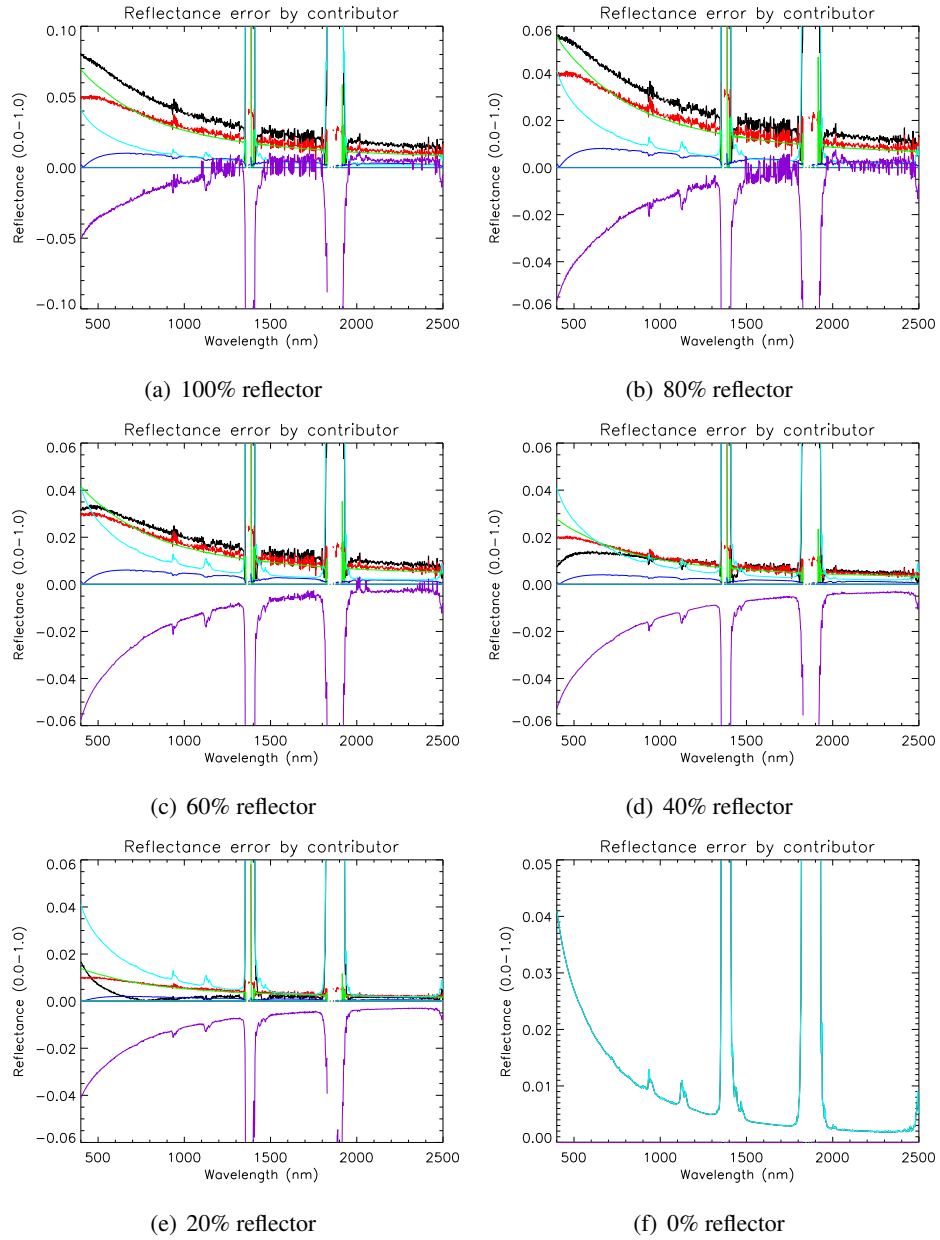 Reflectance error by contributor
Reflectance (0.0−1.0)
0.10
0.05
0.00
−0.05
−0.10
500 1000 1500 2000 2500
Wavelength (nm)
(a) 100% reflector
Reflectance error by contributor
Reflectance (0.0−1.0)
0.06
0.04
0.02
0.00
−0.02
−0.04
−0.06
500 1000 1500 2000 2500
Wavelength (nm)
(b) 80% reflector
Reflectance error by contributor
Reflectance (0.0−1.0)
0.06
0.04
0.02
0.00
−0.02
−0.04
−0.06
500 1000 1500 2000 2500
Wavelength (nm)
(c) 60% reflector
Reflectance error by contributor
Reflectance (0.0−1.0)
0.06
0.04
0.02
0.00
−0.02
−0.04
−0.06
500 1000 1500 2000 2500
Wavelength (nm)
(d) 40% reflector
Reflectance error by contributor
Reflectance (0.0−1.0)
0.06
0.04
0.02
0.00
−0.02
−0.04
−0.06
500 1000 1500 2000 2500
Wavelength (nm)
(e) 20% reflector
Reflectance error by contributor
Reflectance (0.0−1.0)
0.05
0.04
0.03
0.02
0.01
0.00
500 1000 1500 2000 2500
Wavelength (nm)
(f) 0% reflector